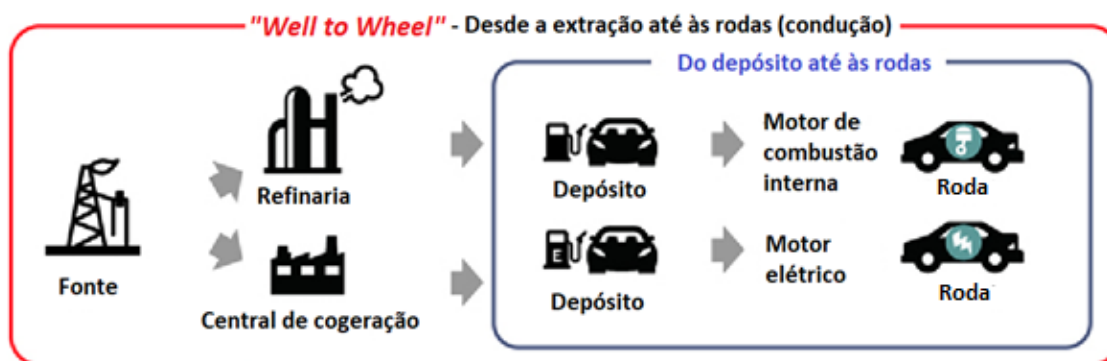 "Well to Wheel" - Desde a extração até às rodas (condução)
Do depósito até às rodas
Fonte
Refinaria
Central de cogeração
Depósito
Motor de
combustão
interna
Roda
E
Depósito
Motor
elétrico
Roda